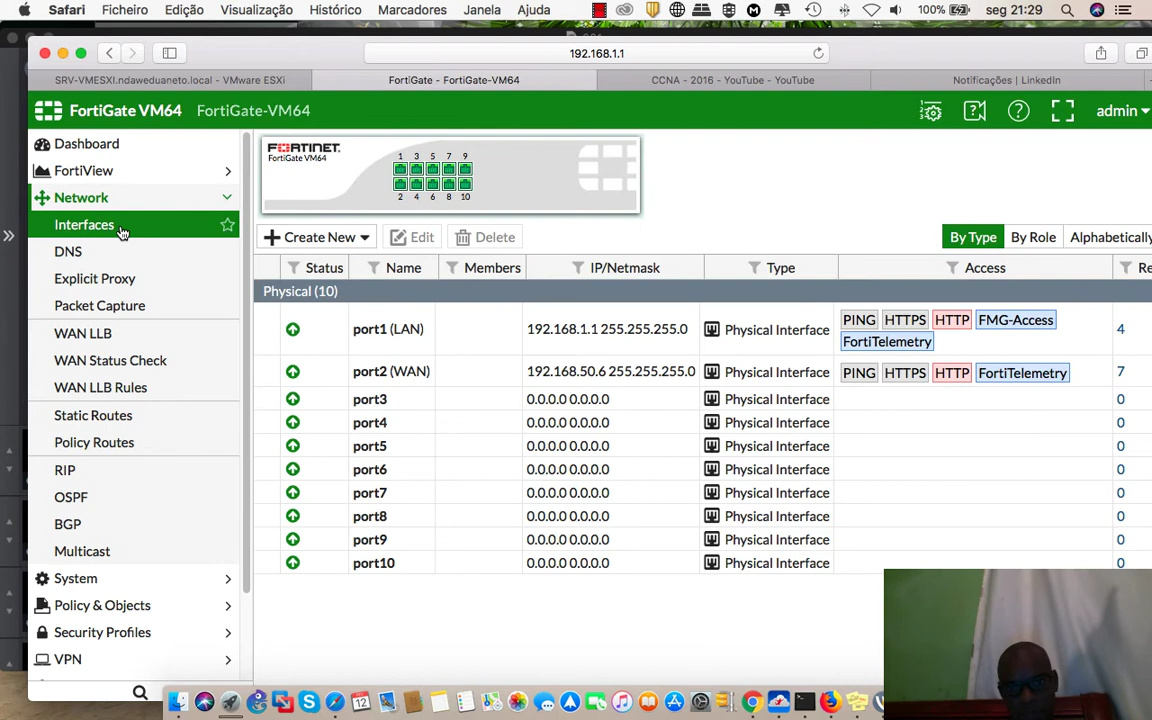 Safari Ficheiro Edição Visualização Histórico Marcadores Janela Ajuda 100% seg 21:29
192.168.1.1
SRV-VMESXI.ndaweduaneto.local - VMware ESXi FortiGate - FortiGate-VM64 CCNA - 2016 - YouTube - YouTube Notificações | LinkedIn
FortiGate VM64 FortiGate-VM64 admin
Dashboard
FortiView
Network
Interfaces
DNS
Explicit Proxy
Packet Capture
WAN LLB
WAN Status Check
WAN LLB Rules
Static Routes
Policy Routes
RIP
OSPF
BGP
Multicast
System
Policy & Objects
Security Profiles
VPN
FORTINET
FortiGate VM64
1 3 5 7 9
2 4 6 8 10
Create New Edit Delete By Type By Role Alphabetically
Status Name Members IP/Netmask Type Access Re
Physical (10)
port1 (LAN) 192.168.1.1 255.255.255.0 Physical Interface PING HTTPS HTTP FMG-Access 4
FortiTelemetry
port2 (WAN) 192.168.50.6 255.255.255.0 Physical Interface PING HTTPS HTTP FortiTelemetry 7
port3 0.0.0.0 0.0.0.0 Physical Interface 0
port4 0.0.0.0 0.0.0.0 Physical Interface 0
port5 0.0.0.0 0.0.0.0 Physical Interface 0
port6 0.0.0.0 0.0.0.0 Physical Interface 0
port7 0.0.0.0 0.0.0.0 Physical Interface 0
port8 0.0.0.0 0.0.0.0 Physical Interface 0
port9 0.0.0.0 0.0.0.0 Physical Interface 0
port10 0.0.0.0 0.0.0.0 Physical Interface 0